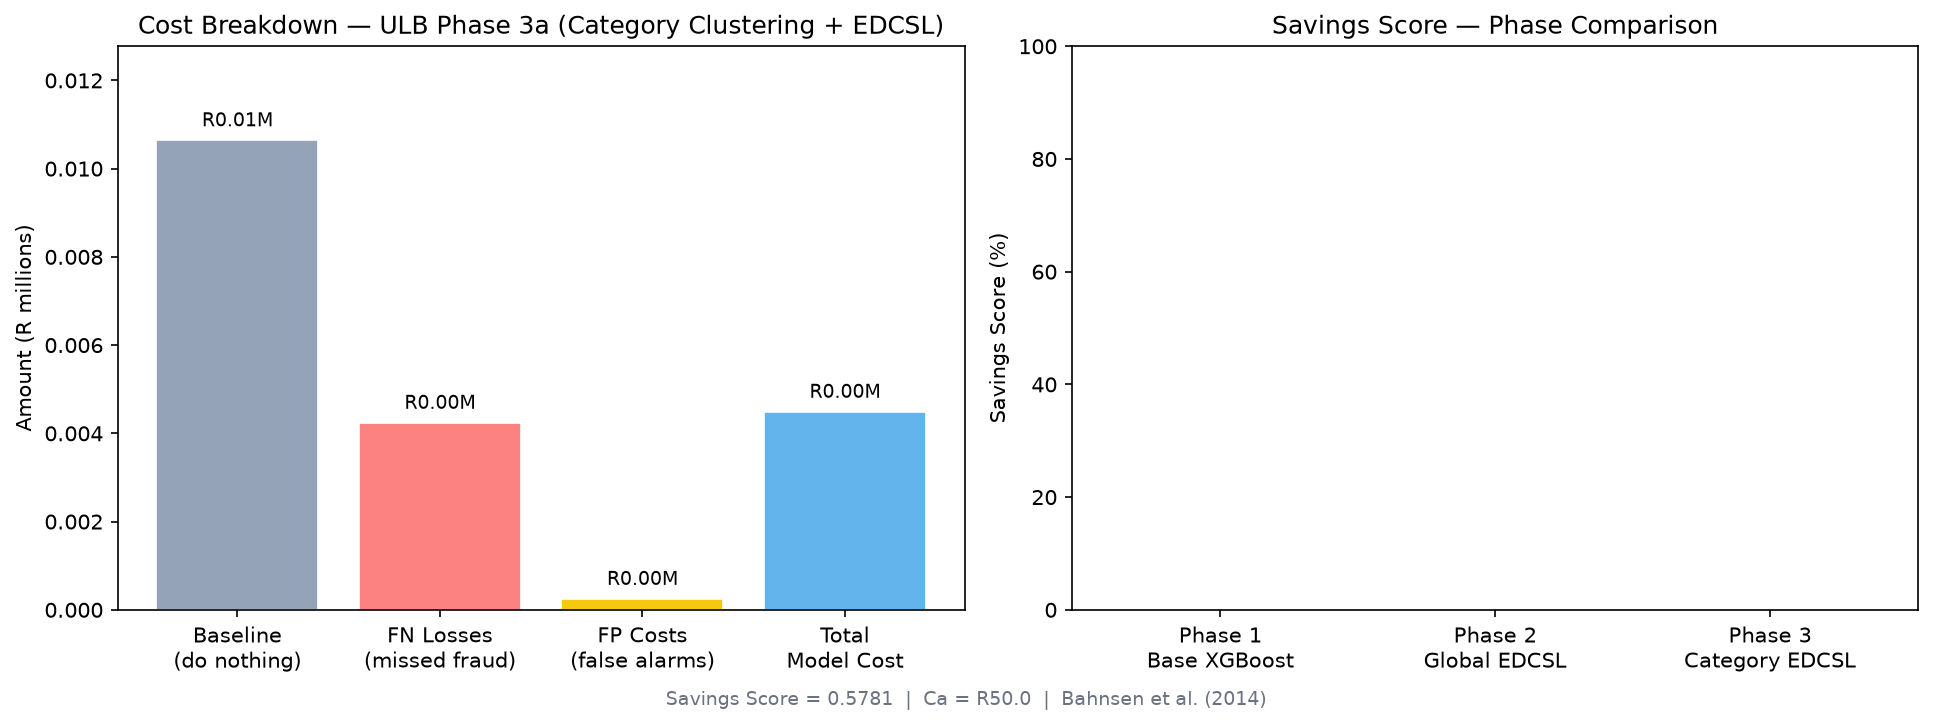 Cost Breakdown — ULB Phase 3a (Category Clustering + EDCSL)
Amount (R millions)
0.012
0.010
0.008
0.006
0.004
0.002
0.000
R0.01M
R0.00M
R0.00M
R0.00M
Baseline
(do nothing)
FN Losses
(missed fraud)
FP Costs
(false alarms)
Total
Model Cost
Savings Score — Phase Comparison
Savings Score (%)
100
80
60
40
20
0
Phase 1
Base XGBoost
Phase 2
Global EDCSL
Phase 3
Category EDCSL
Savings Score = 0.5781 | Ca = R50.0 | Bahnsen et al. (2014)